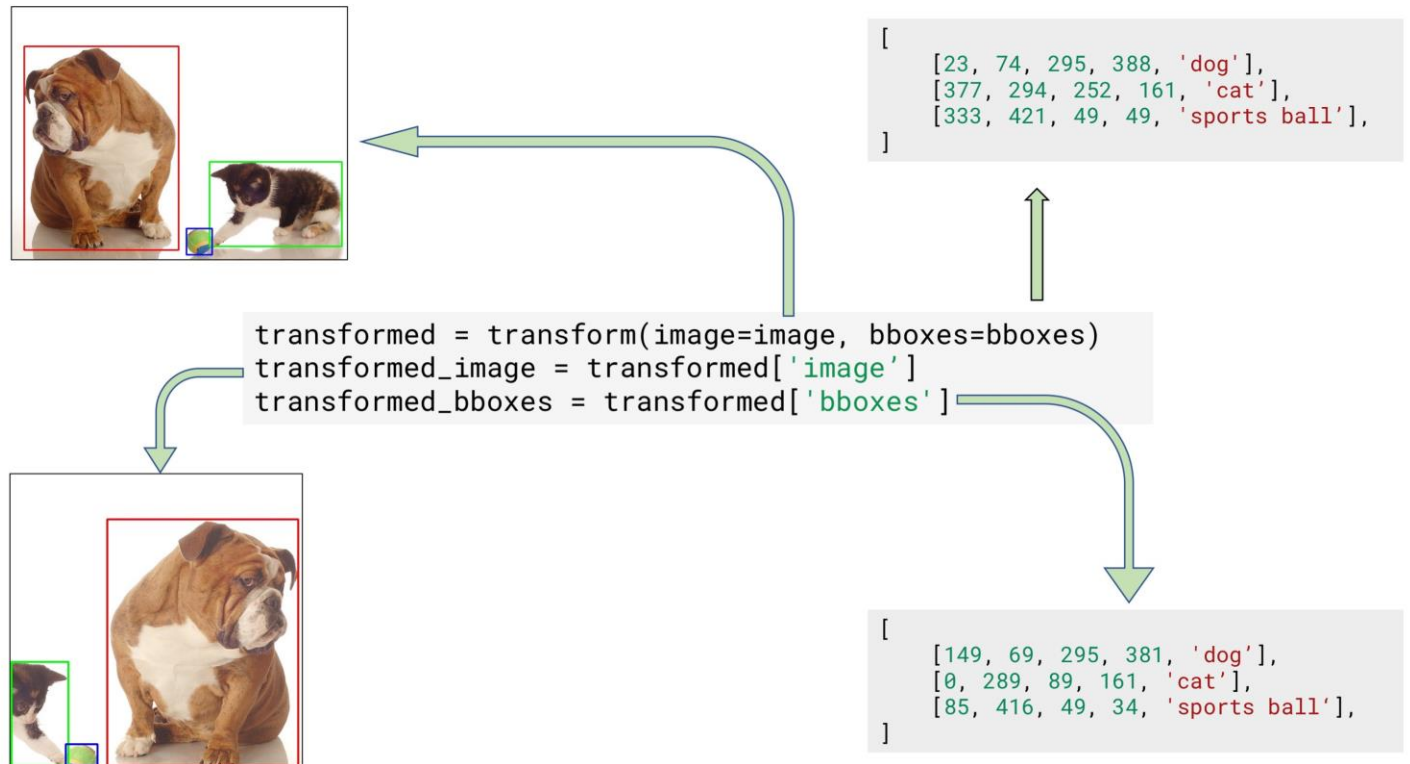 [
[23, 74, 295, 388, 'dog'],
[377, 294, 252, 161, 'cat’],
[333, 421, 49, 49, 'sports ball’],
]
transformed = transform(image=image, bboxes=bboxes)
transformed_image = transformed['image’]
transformed_bboxes = transformed['bboxes']
[
[149, 69, 295, 381, 'dog’],
[0, 289, 89, 161, 'cat’],
[85, 416, 49, 34, 'sports ball‘],
]